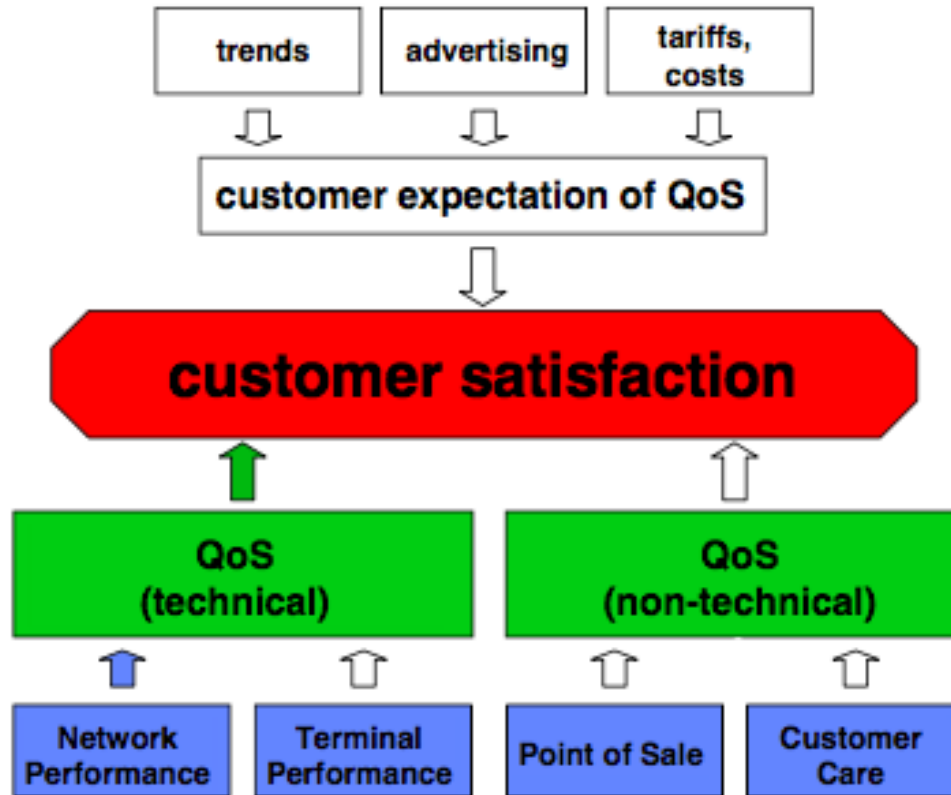 trends
advertising
tariffs,
costs
customer expectation of QoS
customer satisfaction
QoS
(technical)
QoS
(non-technical)
Network
Performance
Terminal
Performance
Point of Sale
Customer
Care